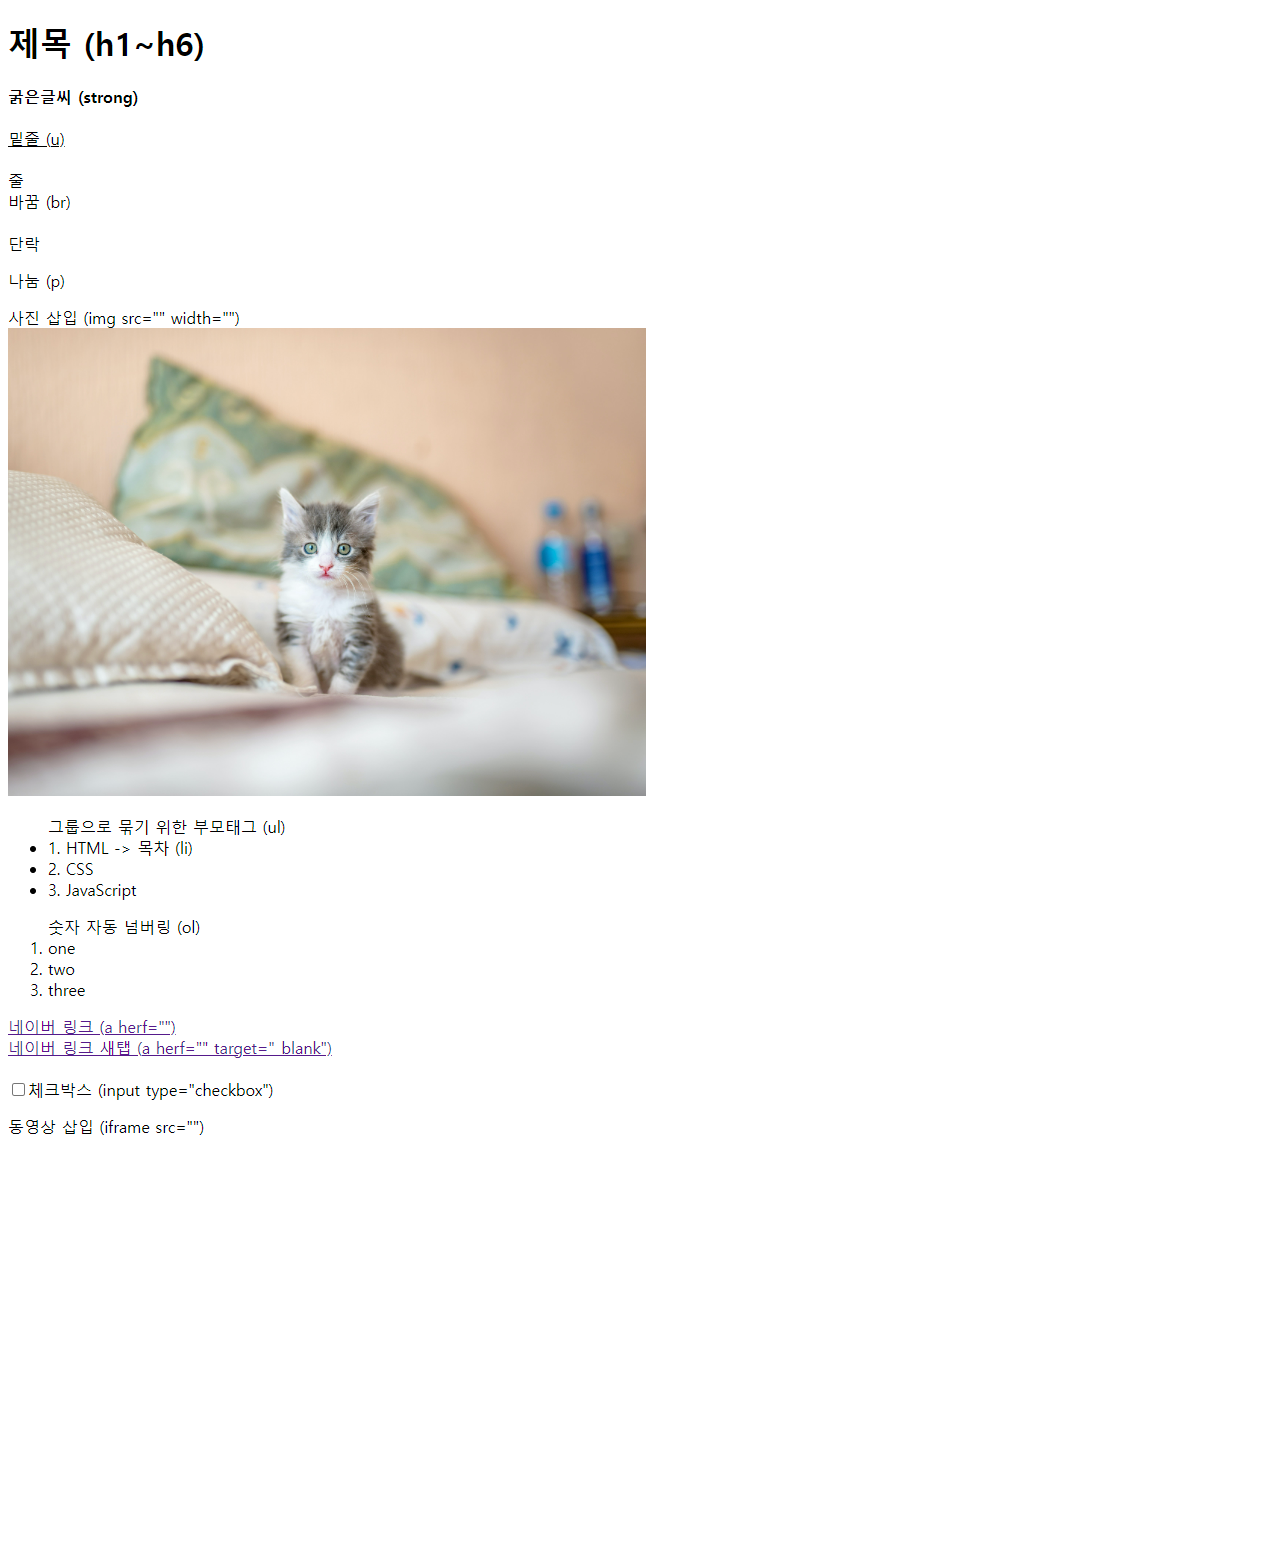 제목 (h1~h6)
굵은글씨 (strong)
밑줄 (u)
줄
바꿈 (br)
단락
나눔 (p)
사진 삽입 (img src="" width="")
그룹으로 묶기 위한 부모태그 (ul)
1. HTML -> 목차 (li)
2. CSS
3. JavaScript
숫자 자동 넘버링 (ol)
1. one
2. two
3. three
네이버 링크 (a herf="")
네이버 링크 새탭 (a herf="" target="_blank")
체크박스 (input type="checkbox")
동영상 삽입 (iframe src="")